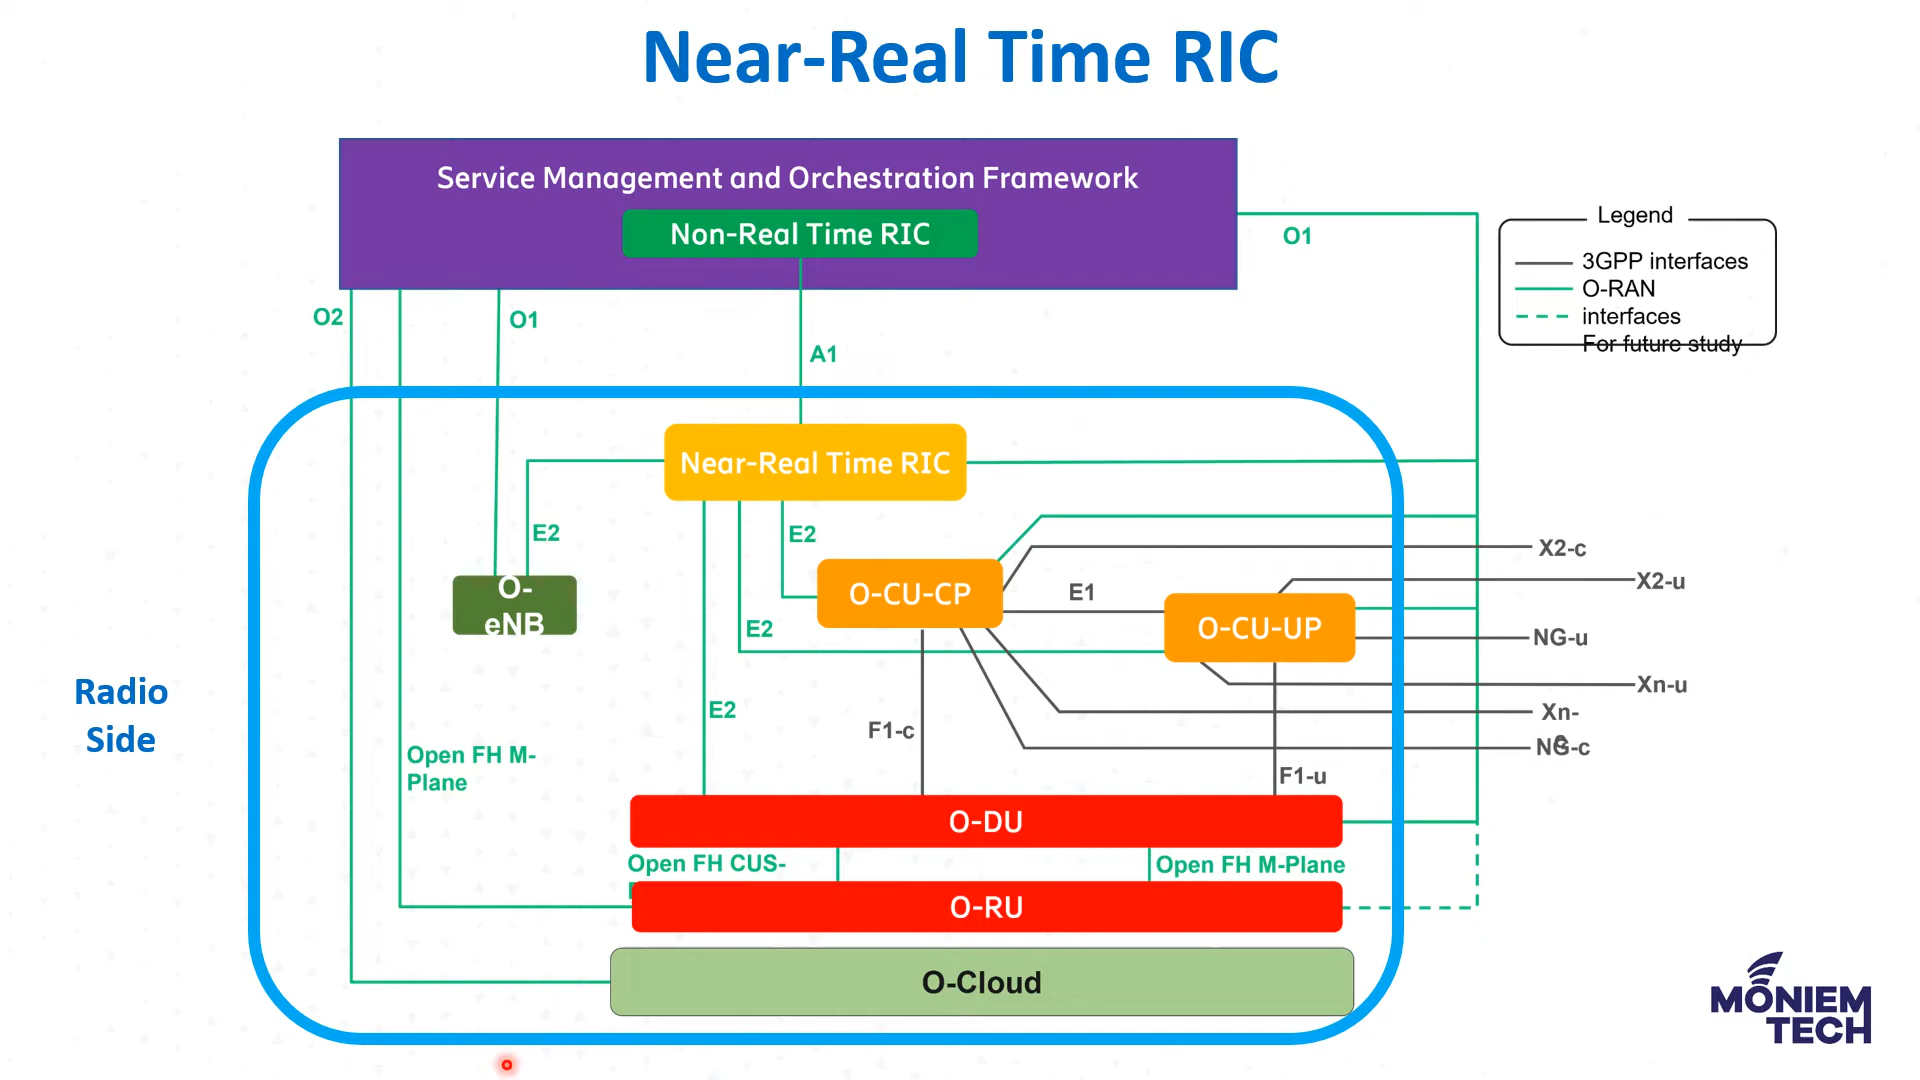 Near-Real Time RIC
Service Management and Orchestration Framework
Non-Real Time RIC
O1
Legend
3GPP interfaces
O-RAN
interfaces
For future study
O2
O1
A1
Near-Real Time RIC
E2
E2
O-
eNB
O-CU-CP
E1
O-CU-UP
X2-c
X2-u
NG-u
E2
Xn-u
Xn-
c
NG-c
E2
F1-c
F1-u
Radio
Side
Open FH M-
Plane
O-DU
Open FH CUS-
Open FH M-Plane
O-RU
O-Cloud
MONIEM
TECH